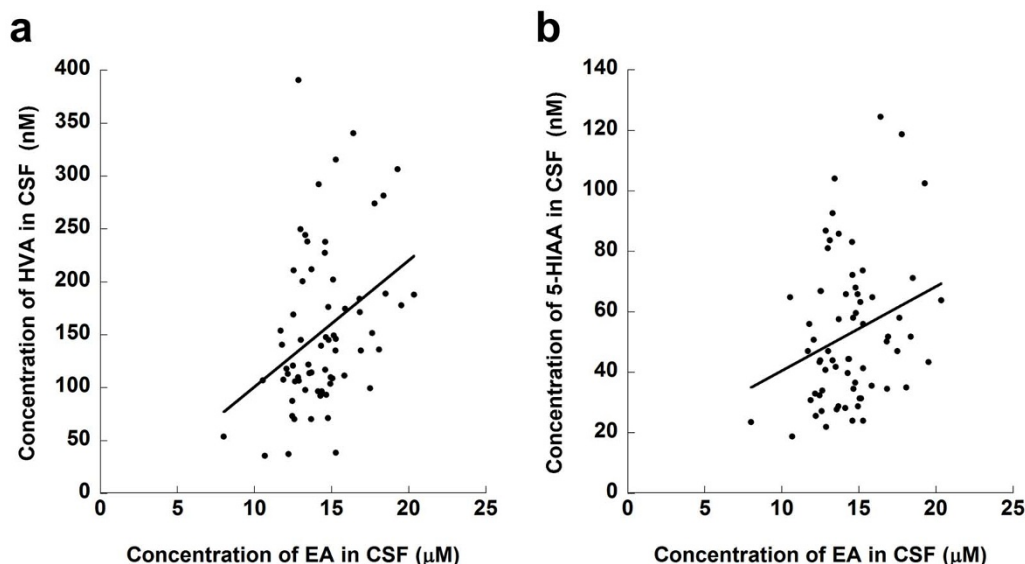 a
Concentration of HVA in CSF (nM)
400
350
300
250
200
150
100
50
0
0 5 10 15 20 25
Concentration of EA in CSF (μM)
b
Concentration of 5-HIAA in CSF (nM)
140
120
100
80
60
40
20
0
0 5 10 15 20 25
Concentration of EA in CSF (μM)